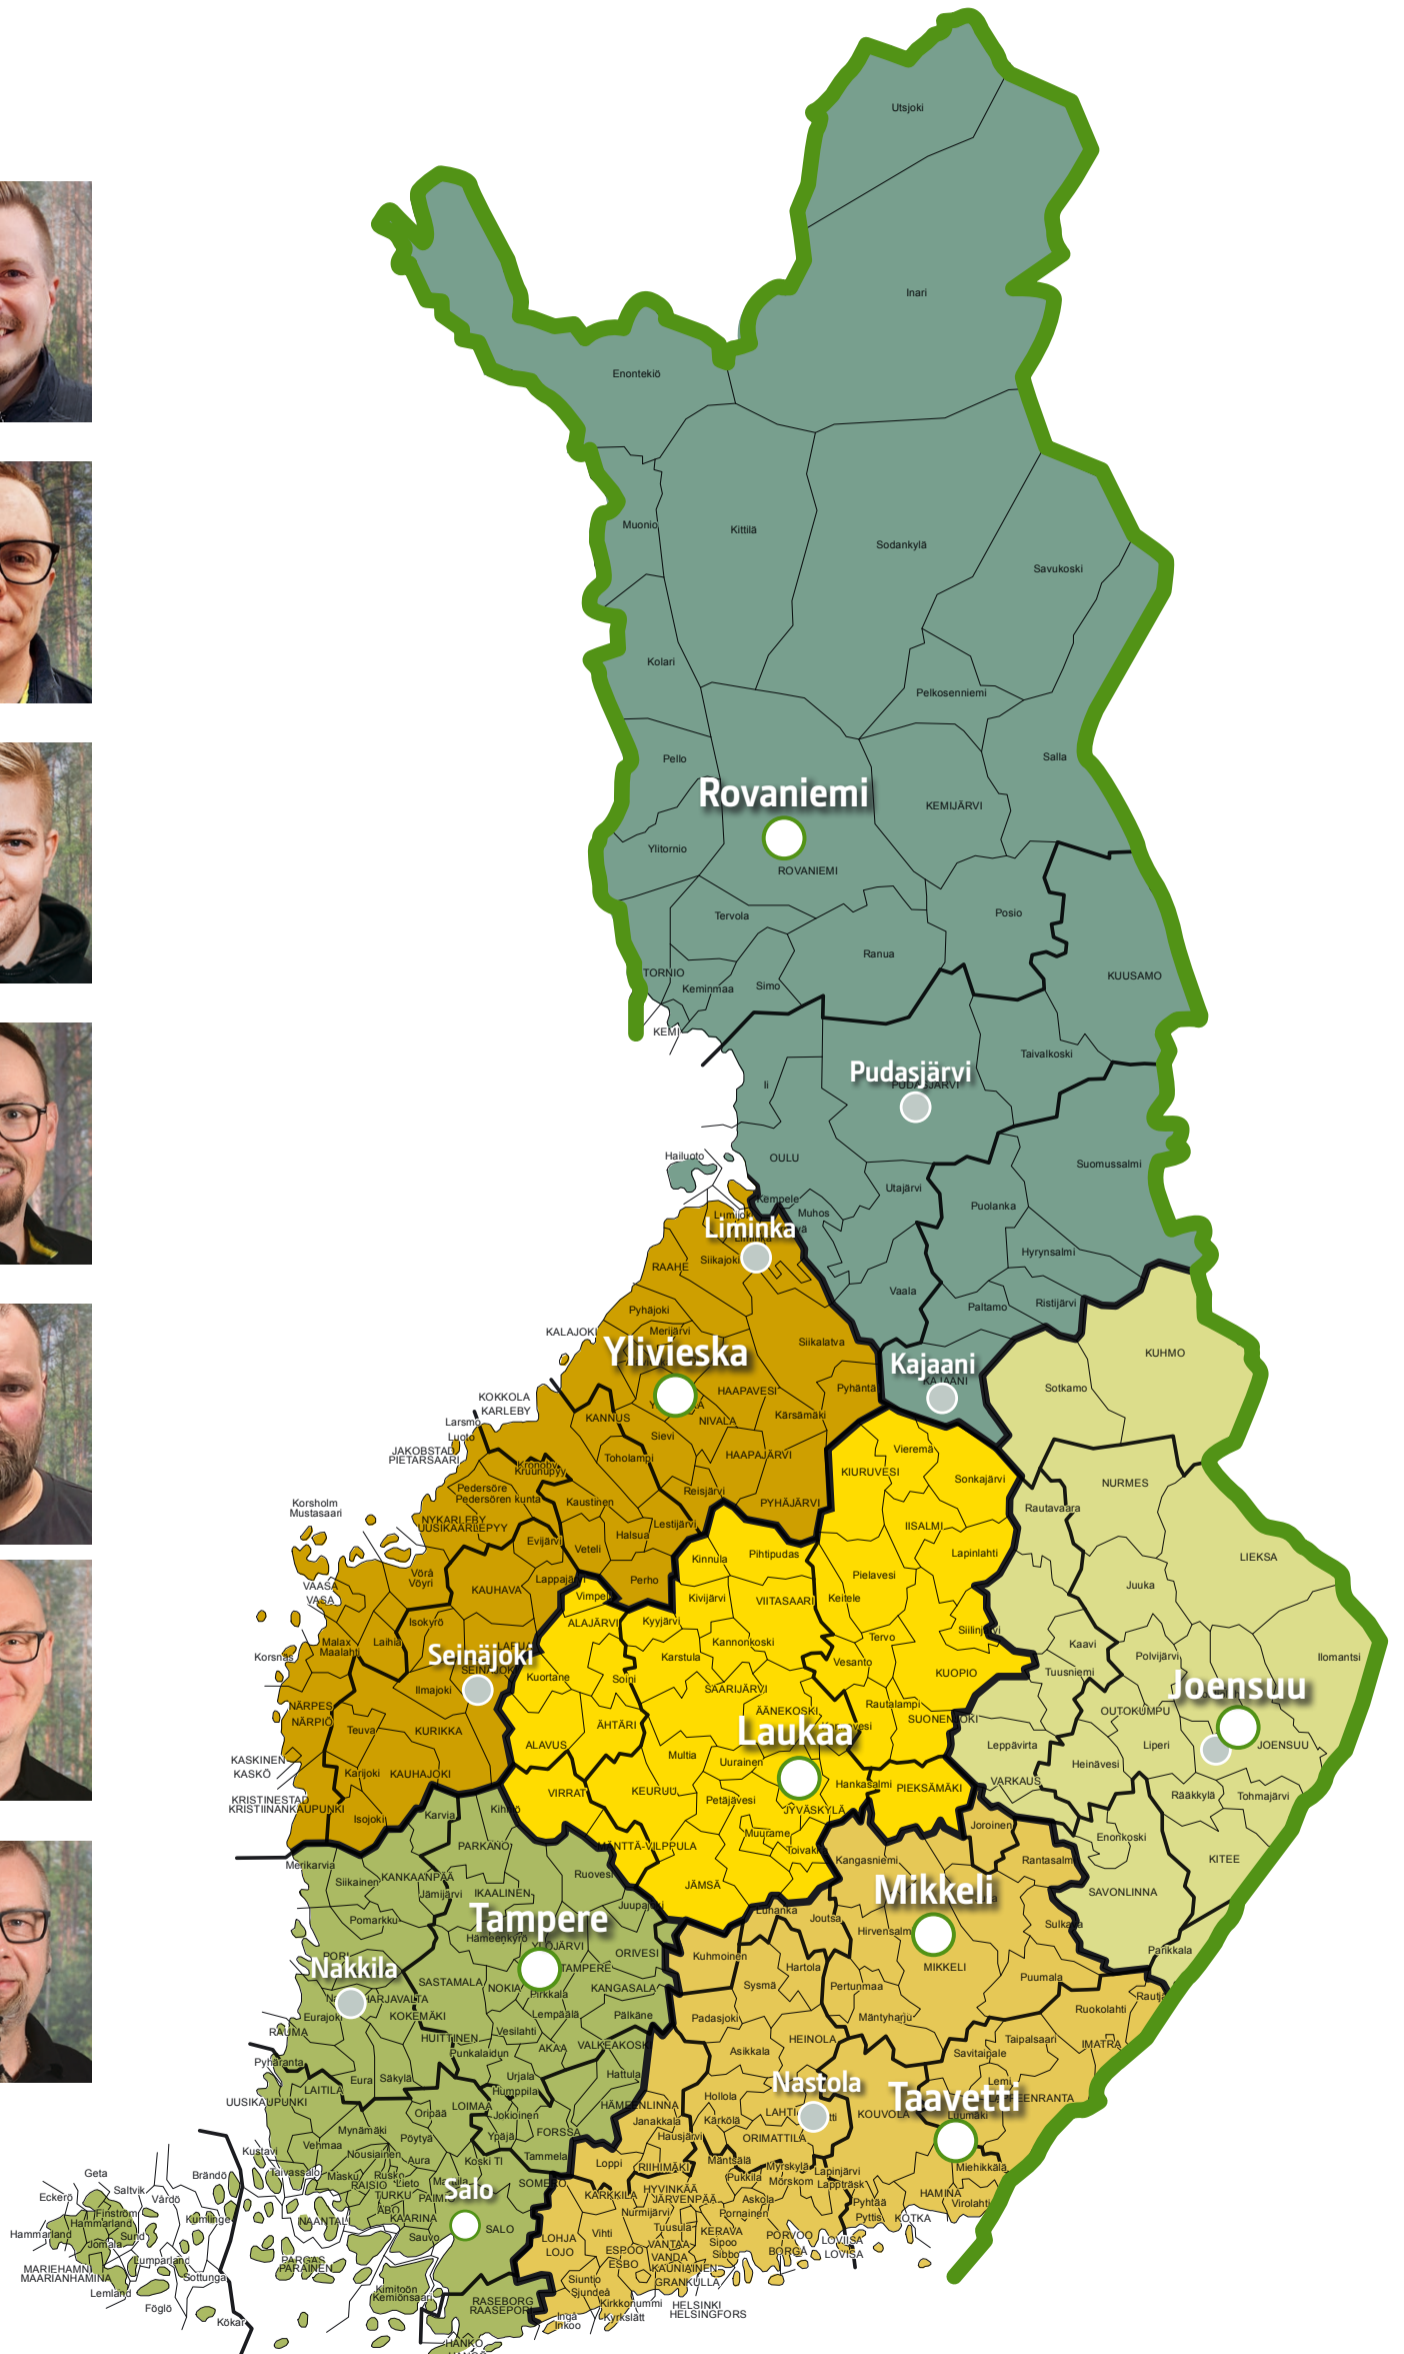 Utsjoki
Inari
Enontekiö
Muonio
Kittilä
Sodankylä
Savukoski
Kolari
Pelkosenniemi
Pello
Salla
Rovaniemi
KEMIJÄRVI
Ylitornio
ROVANIEMI
Tervola
Posio
Ranua
TORNIO
Keminmaa
Simo
KUUSAMO
KEMI
Taivalkoski
Pudasjärvi
PUDASJÄRVI
Ii
Hailuoto
OULU
Suomussalmi
Utajärvi
Kempele
Puolanka
Muhos
Liminka
Hyrynsalmi
Siikajoki
RAAHE
Vaala
Paltamo
Ristijärvi
Pyhäjoki
KALAJOKI
Merijärvi
Siikalatva
Ylivieska
KUHMO
Kajaani
KAJAANI
Sotkamo
HAAPAVESI
Pyhäntä
KOKKOLA
KARLEBY
KANNUS
NIVALA
Kärsämäki
Larsmo
Luoto
Sievi
Vieremä
JAKOBSTAD
PIETARSAARI
Toholampi
HAAPAJÄRVI
KIURUVESI
Sonkajärvi
Kronoby
Kruunupyy
NURMES
Pedersöre
Pedersören kunta
Reisjärvi
Kaustinen
PYHÄJÄRVI
Rautavaara
Korsholm
Mustasaari
NYKARLEBY
UUSIKAARLEPYY
Lestijärvi
IISALMI
Evijärvi
Halsua
Veteli
Lapinlahti
Kinnula
Pihtipudas
LIEKSA
Vörå
Vöyri
Perho
Pielavesi
VAASA
VASA
KAUHAVA
Lappajärvi
Juuka
Kivijärvi
VIITASAARI
Keitele
Isokyrö
ALAJÄRVI
Kyyjärvi
Malax
Maalahti
Laihia
Kannonkoski
Tervo
Siilinjärvi
Kaavi
Korsnäs
Seinäjoki
Karstula
Vesanto
Polvijärvi
Ilomantsi
Kuortane
Soini
KUOPIO
Tuusniemi
Ilmajoki
SAARIJÄRVI
Joensuu
NÄRPES
NÄRPIÖ
ÄÄNEKOSKI
Rautalampi
OUTOKUMPU
Teuva
KURIKKA
ÄHTÄRI
Laukaa
SUONENJOKI
ALAVUS
Leppävirta
Liperi
JOENSUU
KASKINEN
KASKÖ
Karijoki
KAUHAJOKI
Multia
Uurainen
Heinävesi
KEURUU
Hankasalmi
PIEKSÄMÄKI
VARKAUS
VIRRAT
Petäjävesi
Rääkkylä
Tohmajärvi
KRISTINESTAD
KRISTIINANKAUPUNKI
JYVÄSKYLÄ
Isojoki
Karvia
Muurame
Joroinen
PARKANO
MÄNTTÄ-VILPPULA
Toivakka
Enonkoski
Merikarvia
Kangasniemi
Rantasalmi
KITEE
Siikainen
KANKAANPÄÄ
Ruovesi
JÄMSÄ
Mikkeli
SAVONLINNA
Jämijärvi
IKAALINEN
Juupajoki
Luhanka
Joutsa
Pomarkku
Tampere
Hirvensalmi
Sulkava
Hämeenkyrö
YLÖJÄRVI
ORIVESI
Kuhmoinen
Parikkala
PORI
Nakkila
TAMPERE
Hartola
MIKKELI
SASTAMALA
NOKIA
Pirkkala
KANGASALA
Sysmä
Pertunmaa
Puumala
HARJAVALTA
Ruokolahti
Eurajoki
KOKEMÄKI
Lempäälä
Pälkäne
Padasjoki
Mäntyharju
RAUMA
Vesilahti
HUITTINEN
HEINOLA
Taipalsaari
IMATRA
AKAA
VALKEAKOSKI
Punkalaidun
Asikkala
Savitaipale
Pyhäranta
Eura
Säkylä
Urjala
Hattula
Nastola
Taavetti
Lemi
LAITILA
Humppila
Hollola
UUSIKAUPUNKI
LOIMAA
HÄMEENLINNA
LAHTI
KOUVOLA
Luumäki
Oripää
Jokioinen
Janakkala
Kärkölä
Mynämäki
Pöytyä
Ypäjä
FORSSA
Hausjärvi
ORIMATTILA
Vehmaa
Kustavi
Nousiainen
Aura
Koski Tl
Tammela
Loppi
RIIHIMÄKI
Mäntsälä
Myrskylä
Mörskom
Lapinjärvi
Lappträsk
Miehikkälä
Geta
Brändö
Taivassalo
Masku
Rusko
Lieto
Pukkila
RAISIO
SOMERO
Saltvik
TURKU
ÅBO
Salo
KARKKILA
HYVINKÄÄ
JÄRVENPÄÄ
HAMINA
Eckerö
Vårdö
Askola
Pyhtää
Pyttis
Virolahti
Finström
Kumlinge
KAARINA
Nurmijärvi
Pornainen
KOTKA
Hammarland
Hammarland
NAANTALI
SALO
Tuusula
Sund
Sauvo
Vihti
KERAVA
PORVOO
BORGÅ
LOVIISA
LOVISA
Jomala
LOHJA
LOJO
VANTAA
VANDA
Sipoo
Sibbo
Lumparland
PARGAS
PARAINEN
ESPOO
ESBO
MARIEHAMN
MAARIANHAMINA
KAUNIAINEN
GRANKULLA
Sottunga
Siuntio
Sjundeå
Lemland
Kimitoön
Kemiönsaari
Kirkkonummi
Kyrkslätt
HELSINKI
HELSINGFORS
Föglö
RASEBORG
RAASEPORI
Ingå
Inkoo
Kökar
HANKO